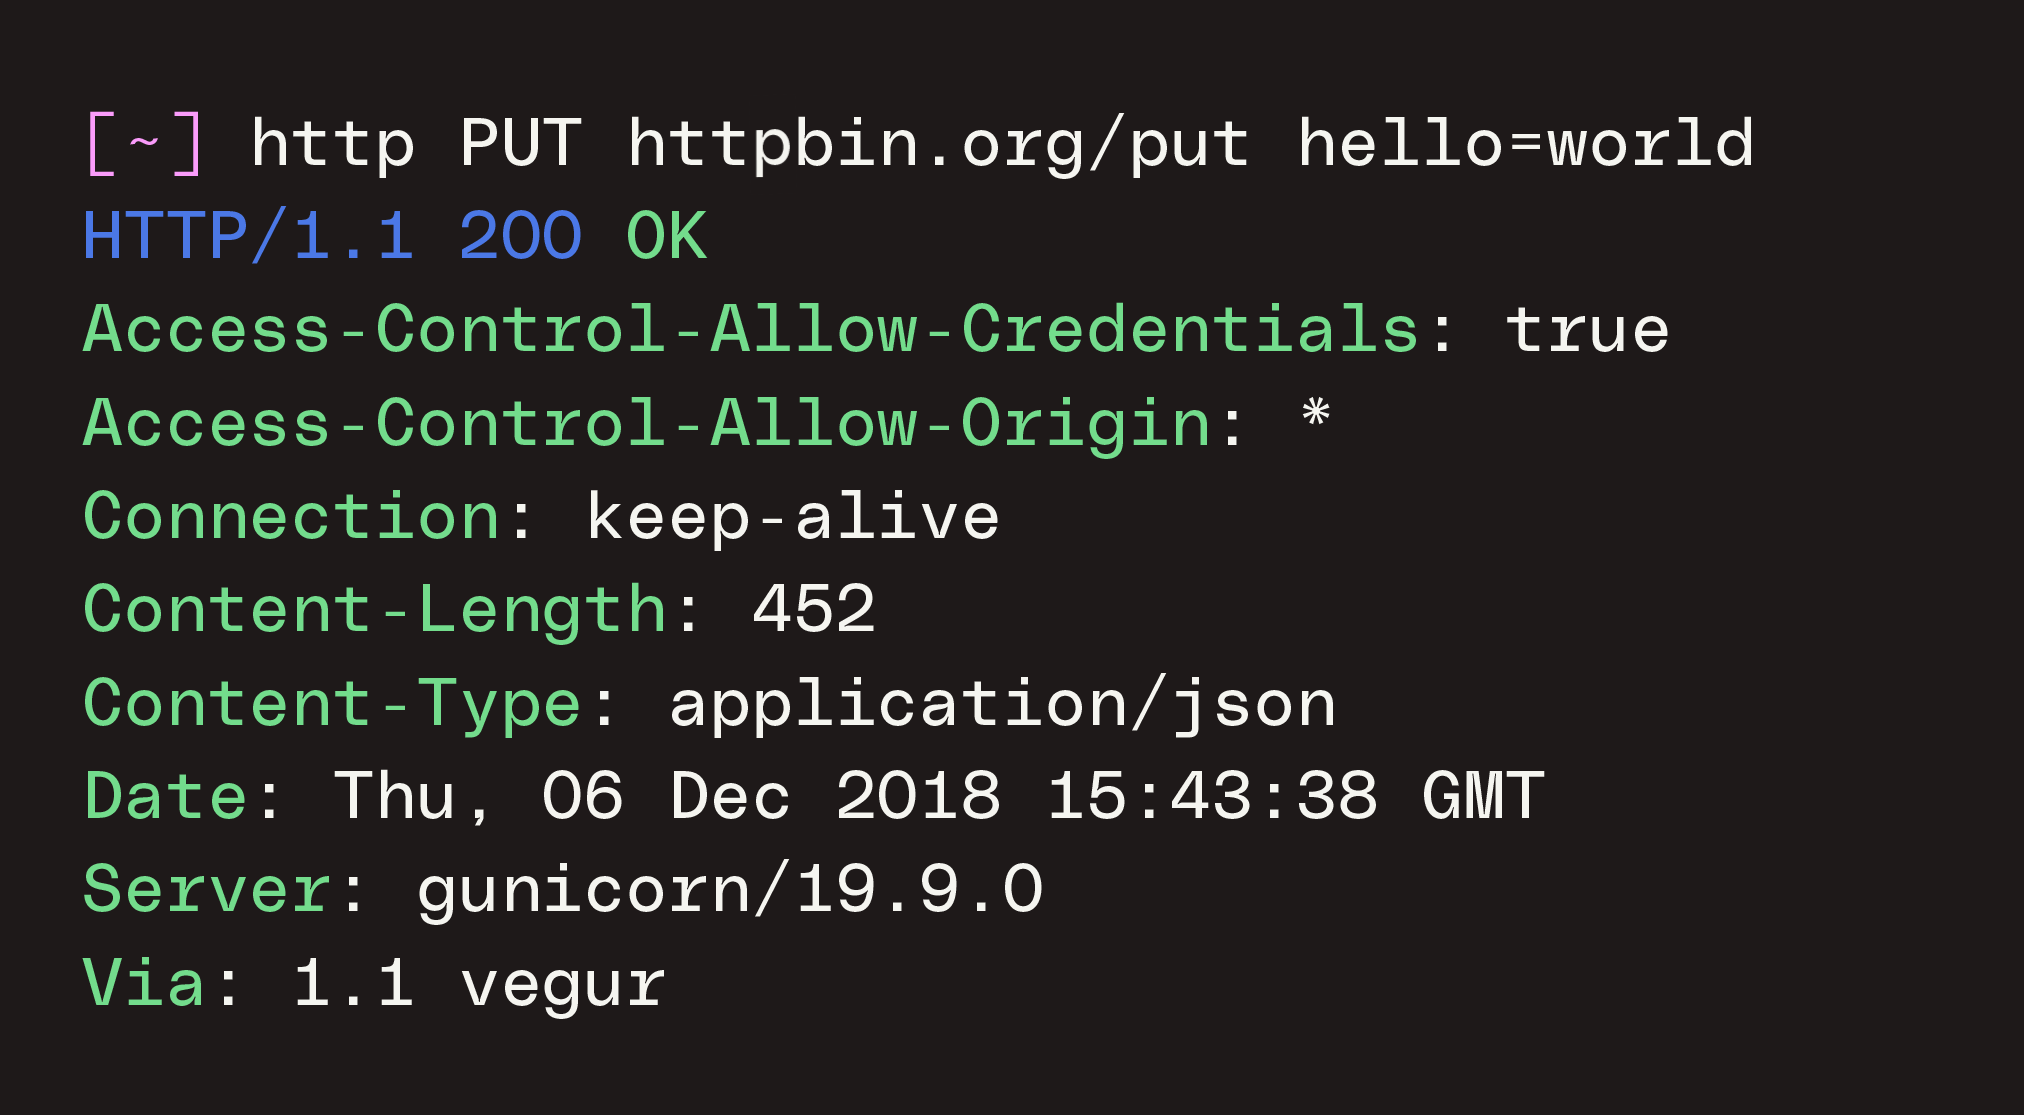 [~] http PUT httpbin.org/put hello=world
HTTP/1.1 200 OK
Access-Control-Allow-Credentials: true
Access-Control-Allow-Origin: *
Connection: keep-alive
Content-Length: 452
Content-Type: application/json
Date: Thu, 06 Dec 2018 15:43:38 GMT
Server: gunicorn/19.9.0
Via: 1.1 vegur